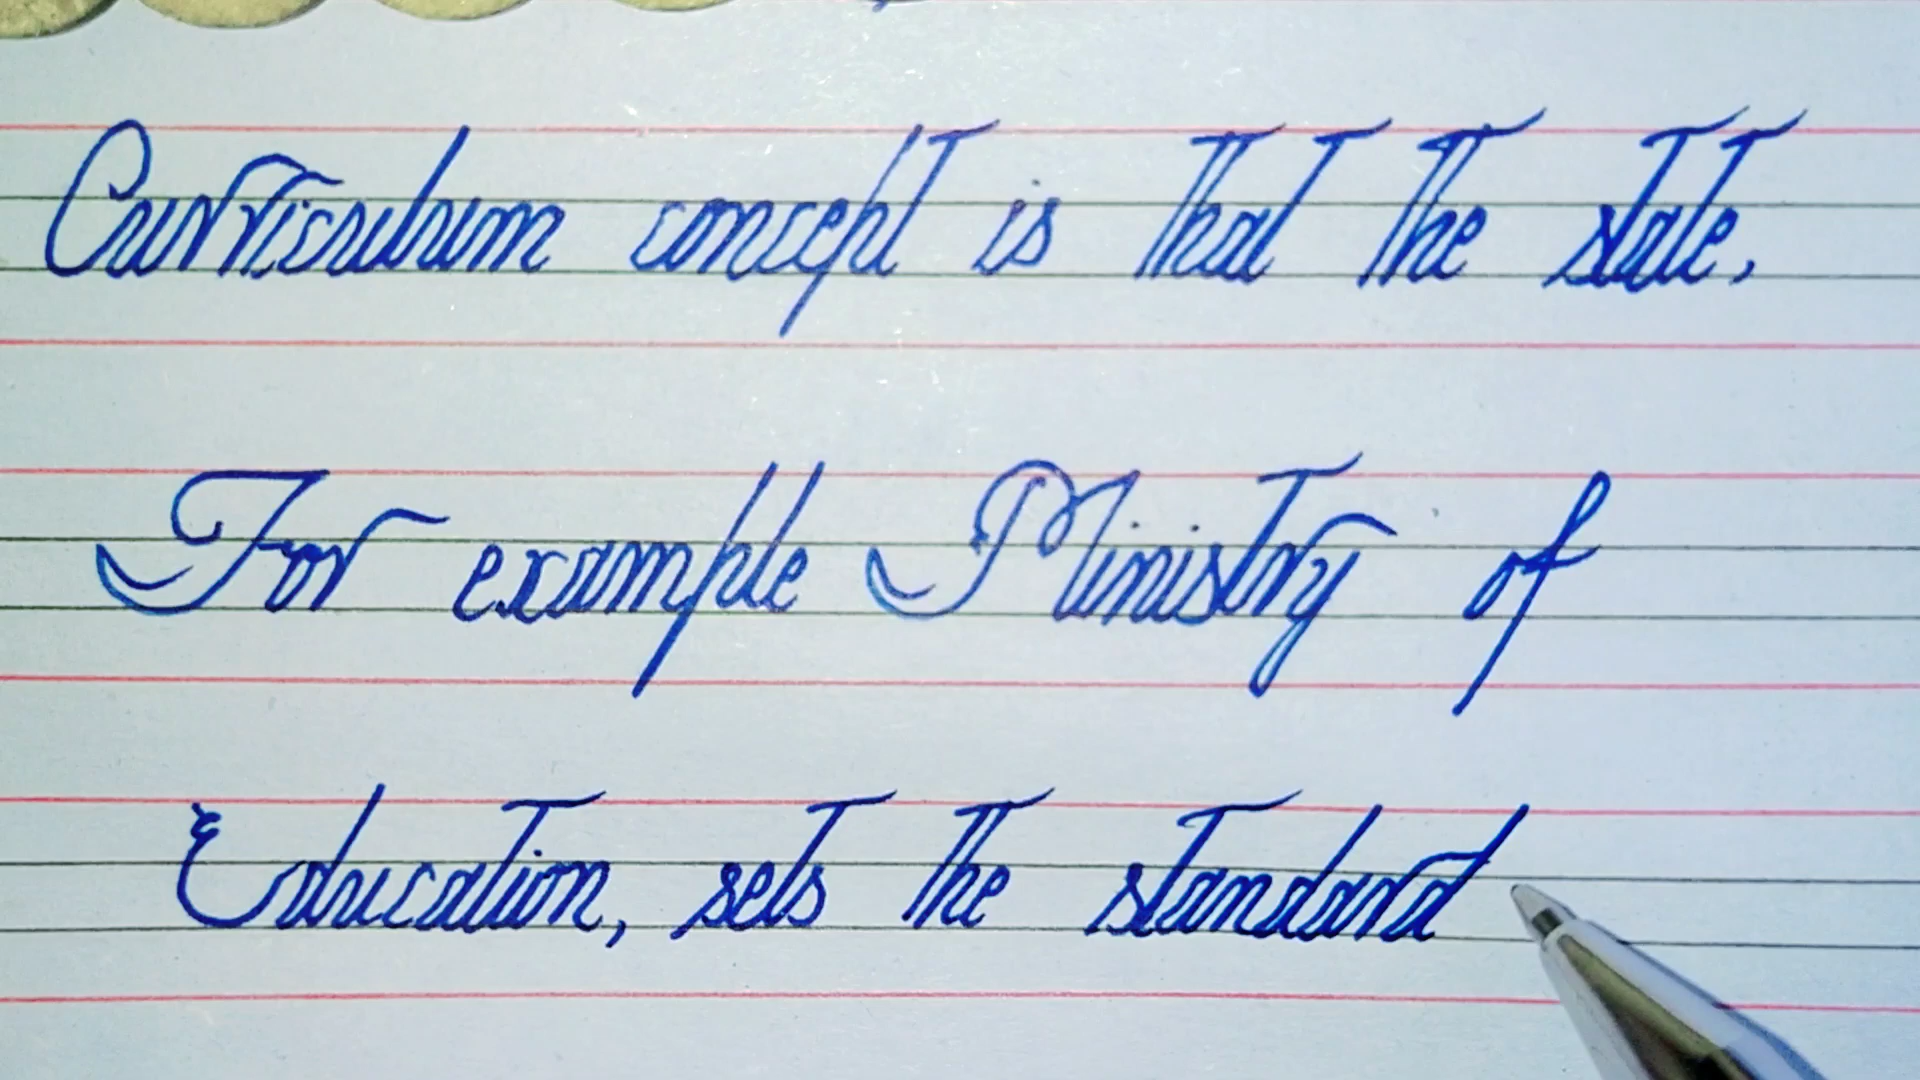 Curriculum concept is that the state,
For example Ministry of
Education, sets the standard